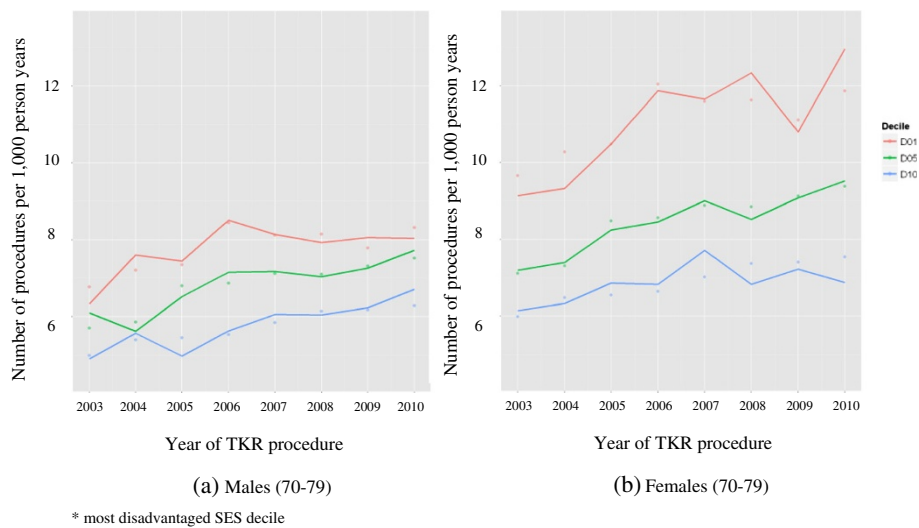 Number of procedures per 1,000 person years
12
10
8
6
2003 2004 2005 2006 2007 2008 2009 2010
Year of TKR procedure
(a) Males (70-79)
Number of procedures per 1,000 person years
12
10
8
6
2003 2004 2005 2006 2007 2008 2009 2010
Year of TKR procedure
(b) Females (70-79)
Decile
D01
D05
D10
* most disadvantaged SES decile